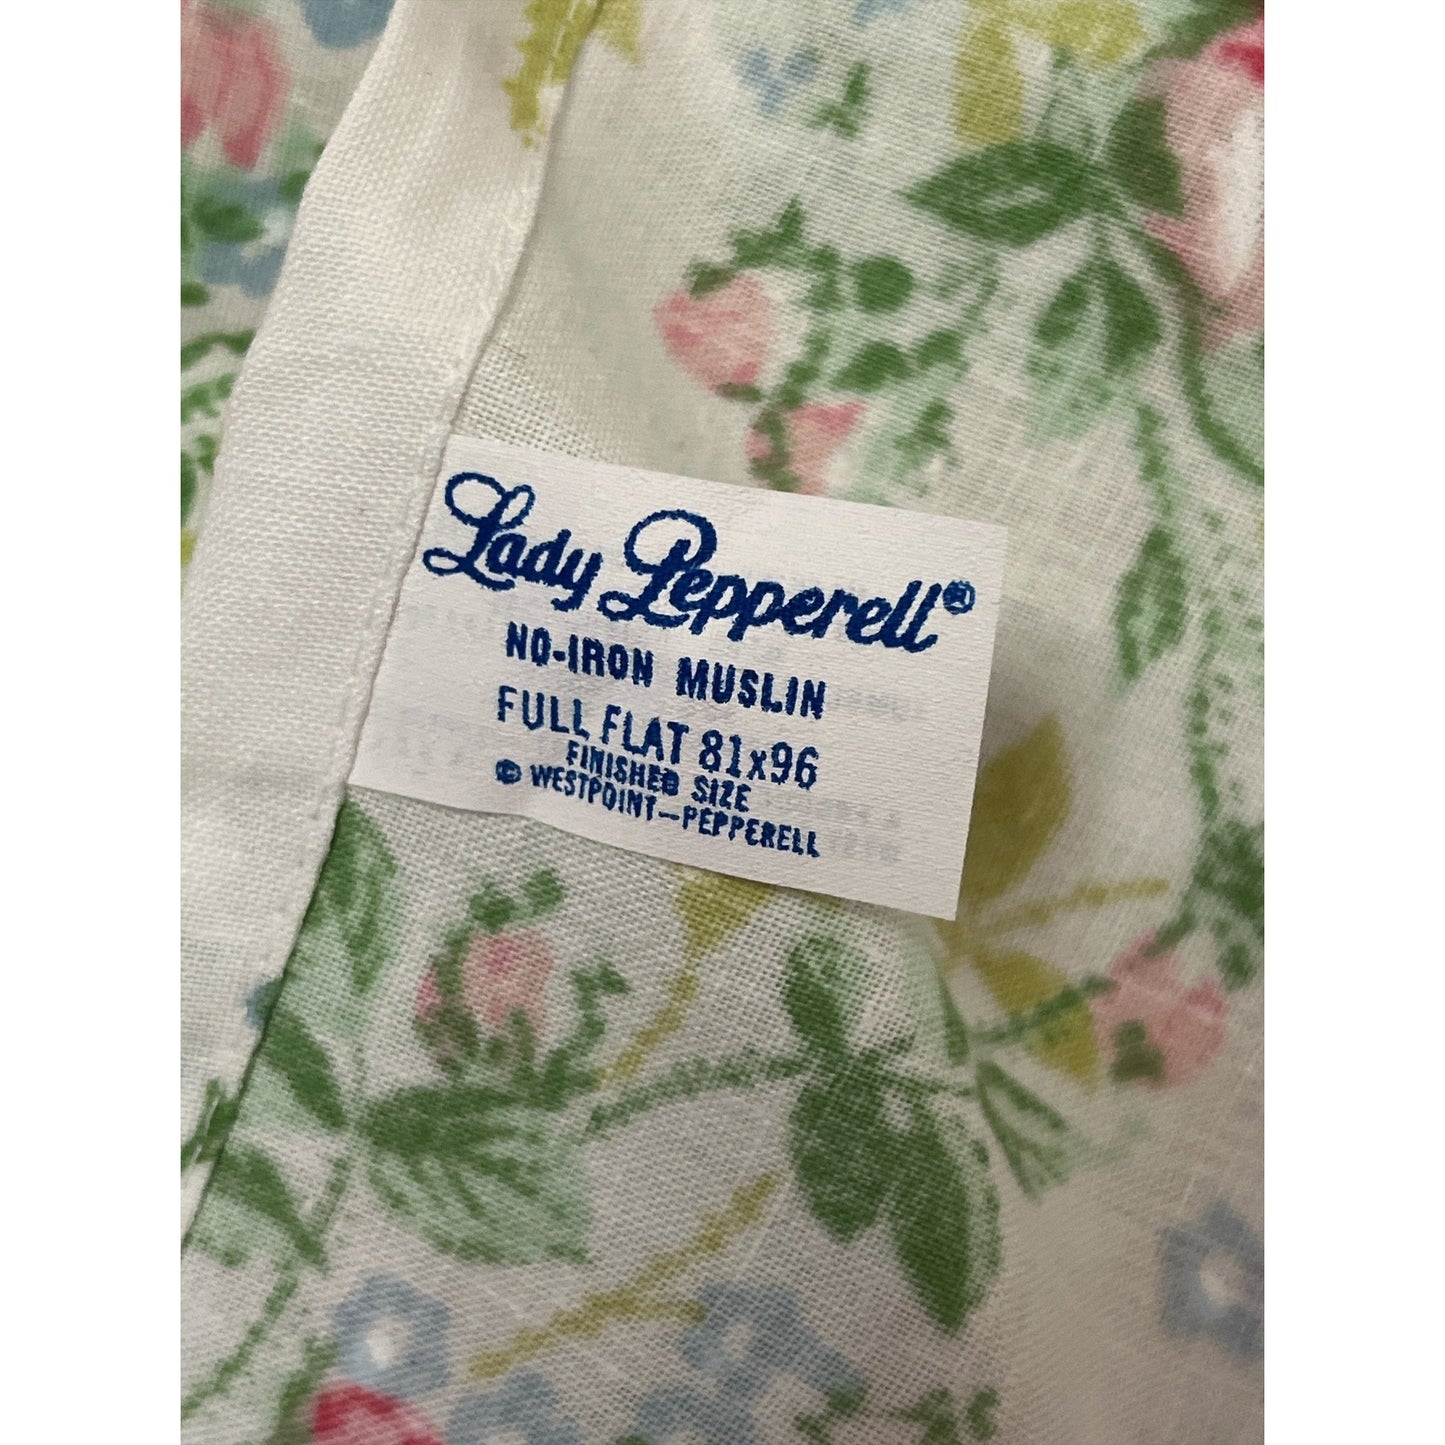 Lady Pepperell®
NO-IRON MUSLIN
FULL FLAT 81x96
FINISHED SIZE
© WESTPOINT—PEPPERELL